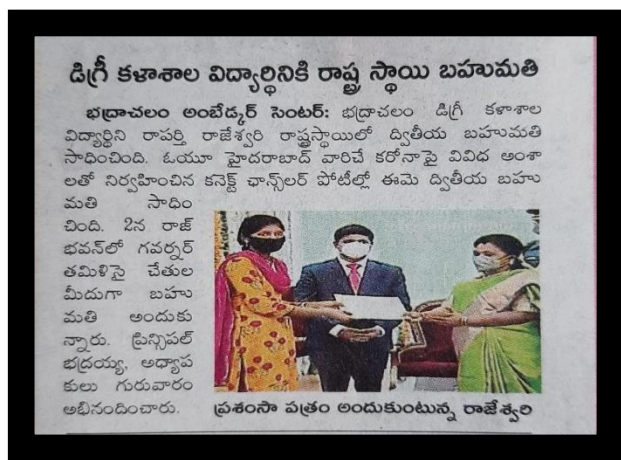 డిగ్రీ కళాశాల విద్యార్థినికి రాష్ట్ర స్థాయి బహుమతి
భద్రాచలం అంబేడ్కర్ సెంటర్: భద్రాచలం డిగ్రీ కళాశాల
విద్యార్థిని రాపర్తి రాజేశ్వరి రాష్ట్రస్థాయిలో ద్వితీయ బహుమతి
సాధించింది. ఓయూ హైదరాబాద్ వారిచే కరోనాపై వివిధ అంశా
లతో నిర్వహించిన కనెక్ట్ ఛాన్స్‌లర్ పోటీల్లో ఈమె ద్వితీయ బహు
మతి సాధిం
చింది. 2న రాజ్
భవన్‌లో గవర్నర్
తమిళిసై చేతుల
మీదుగా బహు
మతి అందుకు
న్నారు. ప్రిన్సిపల్
భద్రయ్య, అధ్యాప
కులు గురువారం
అభినందించారు.
ప్రశంసా పత్రం అందుకుంటున్న రాజేశ్వరి